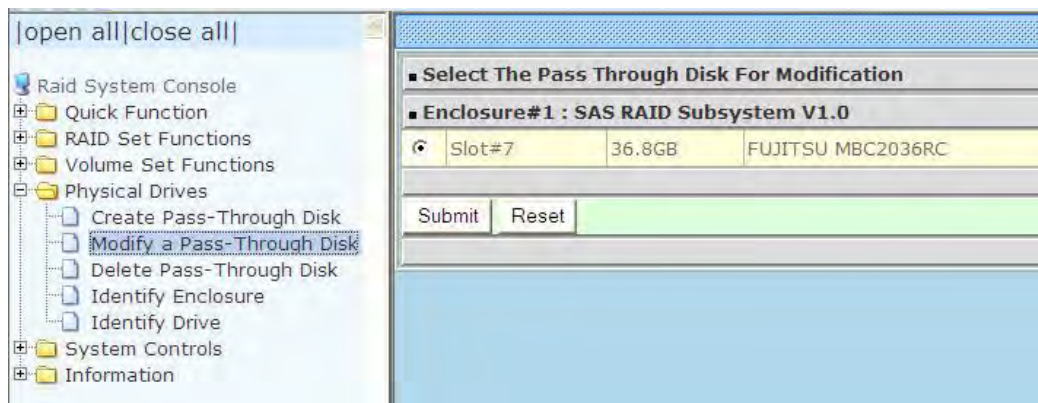 |open all|close all|
Raid System Console
Quick Function
RAID Set Functions
Volume Set Functions
Physical Drives
Create Pass-Through Disk
Modify a Pass-Through Disk
Delete Pass-Through Disk
Identify Enclosure
Identify Drive
System Controls
Information
Select The Pass Through Disk For Modification
Enclosure#1 : SAS RAID Subsystem V1.0
Slot#7 36.8GB FUJITSU MBC2036RC
Submit Reset